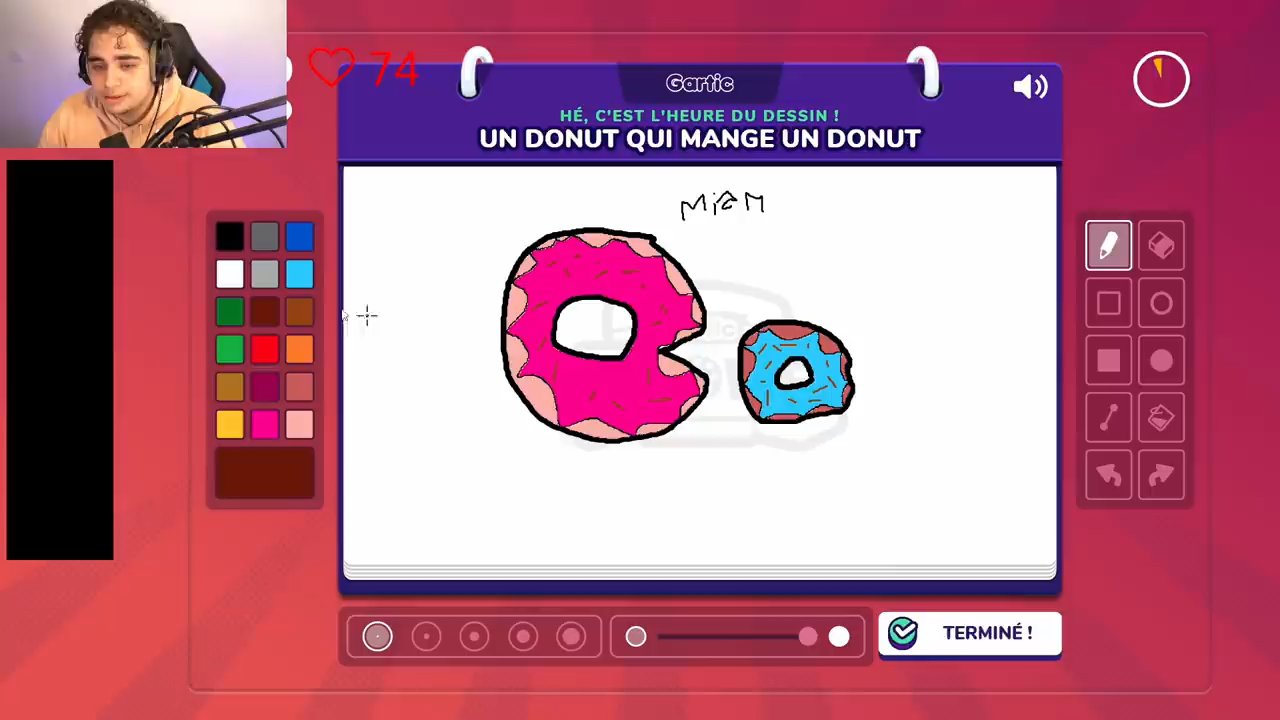 74
Gartic
HÉ, C'EST L'HEURE DU DESSIN !
UN DONUT QUI MANGE UN DONUT
MiaM
TERMINÉ !